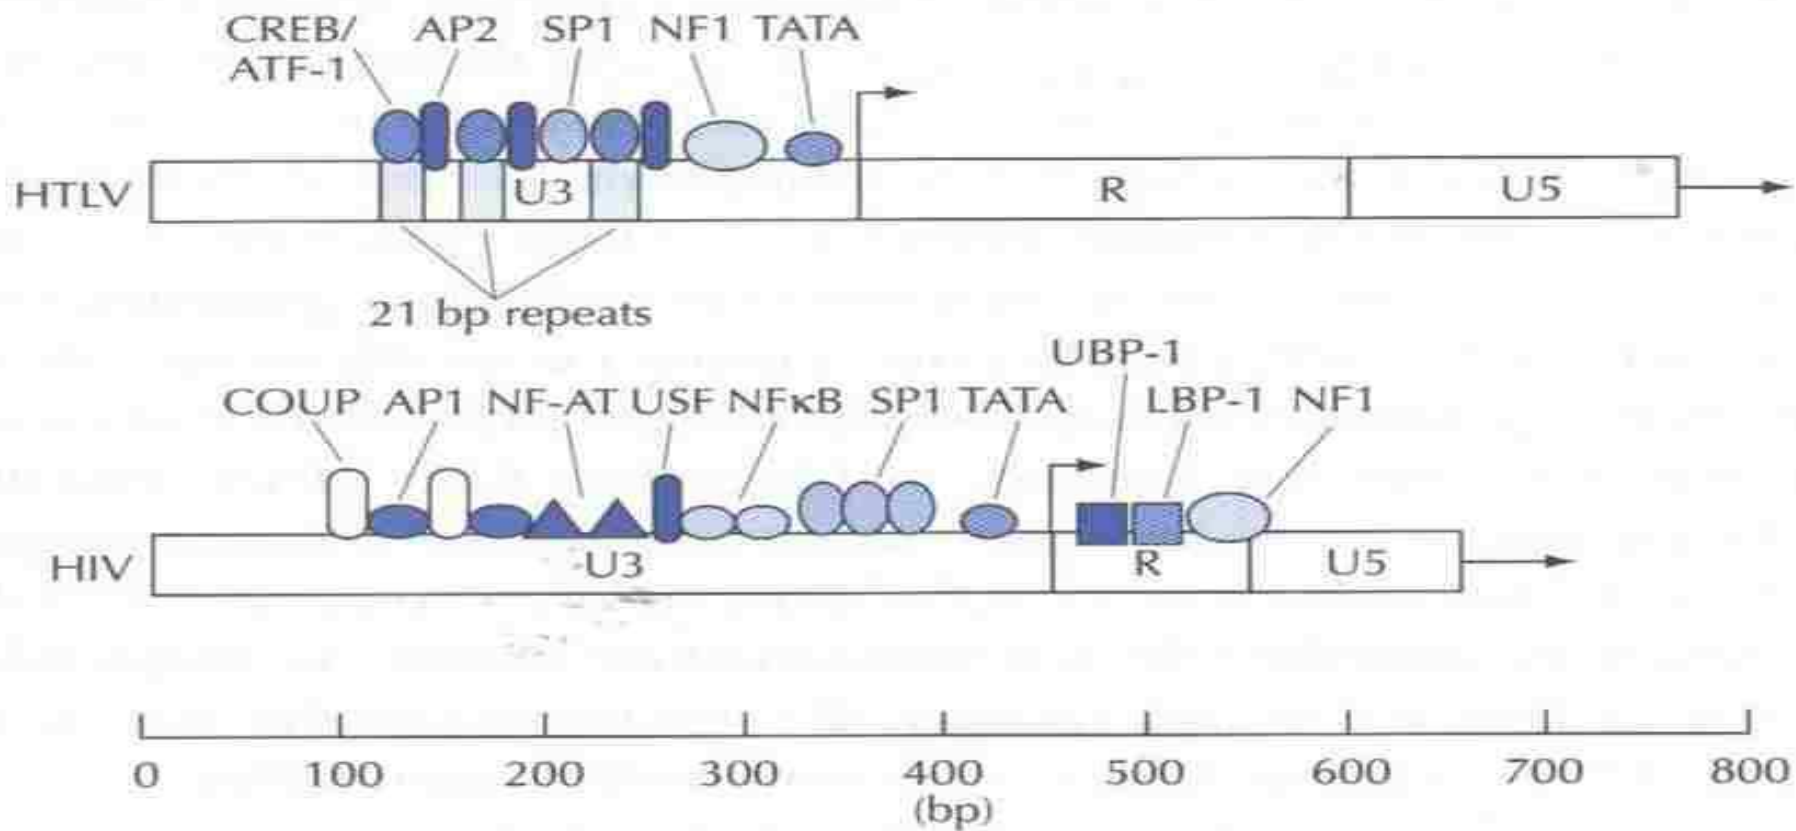 CREB/ AP2 SP1 NF1 TATA
ATF-1
HTLV U3 R U5
21 bp repeats
UBP-1
COUP AP1 NF-AT USF NFκB SP1 TATA LBP-1 NF1
HIV U3 R U5
0 100 200 300 400 500 600 700 800
(bp)